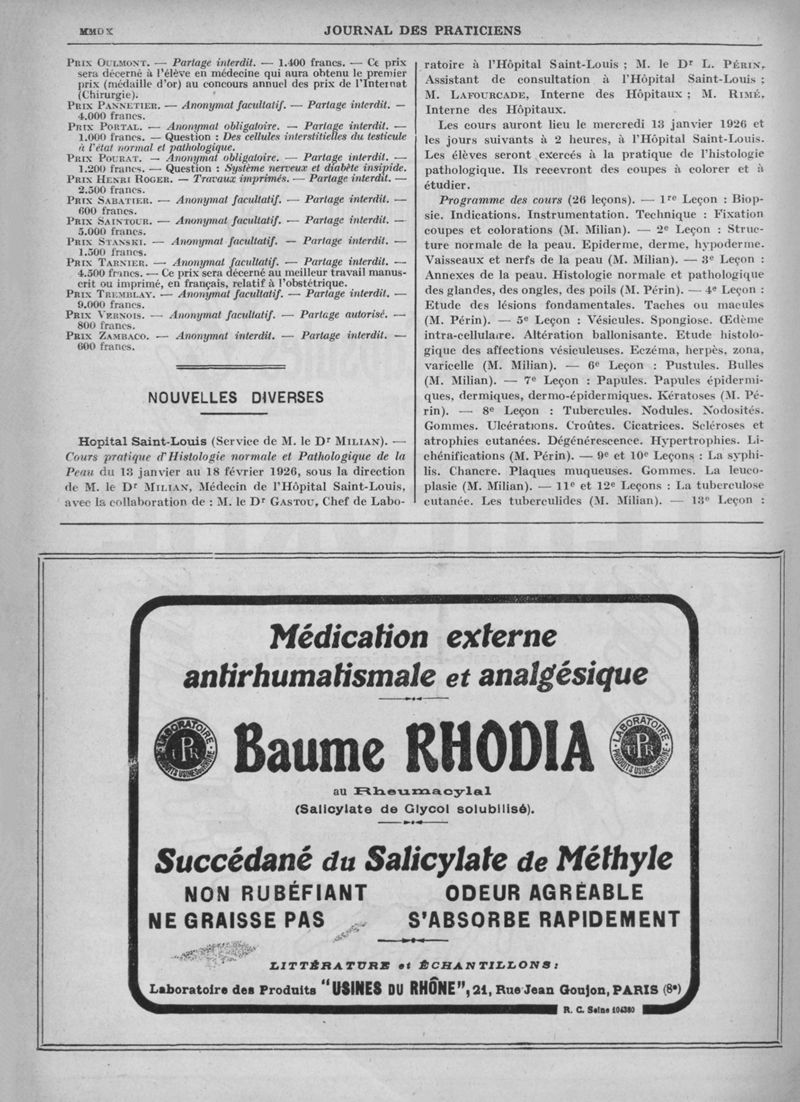 MMDX
JOURNAL DES PRATICIENS
PRIX OULMONT. — Partage interdit. — 1.400 francs. — Ce prix
sera décerné à l'élève en médecine qui aura obtenu le premier
prix (médaille d'or) au concours annuel des prix de l'Internat
(Chirurgie).
PRIX PANNETIER. — Anonymat facultatif. — Partage interdit. —
4.000 francs.
PRIX PORTAL. — Anonymat obligatoire. — Partage interdit. —
1.000 francs. — Question : Des cellules interstitielles du testicule
à l'état normal et pathologique.
PRIX POURAT. — Anonymat obligatoire. — Partage interdit. —
1.200 francs. — Question : Système nerveux et diabète insipide.
PRIX HENRI ROGER. — Travaux imprimés. — Partage interdit. —
2.500 francs.
PRIX SABATIER. — Anonymat facultatif. — Partage interdit. —
600 francs.
PRIX SAINTOUR. — Anonymat facultatif. — Partage interdit. —
5.000 francs.
PRIX STANSKI. — Anonymat facultatif. — Partage interdit. —
1.500 francs.
PRIX TARNIER. — Anonymat facultatif. — Partage interdit. —
4.500 francs. — Ce prix sera décerné au meilleur travail manus-
crit ou imprimé, en français, relatif à l'obstétrique.
PRIX TREMBLAY. — Anonymat facultatif. — Partage interdit. —
9.000 francs.
PRIX VERNOIS. — Anonymat facultatif. — Partage autorisé. —
800 francs.
PRIX ZAMBACO. — Anonymat interdit. — Partage interdit. —
600 francs.
NOUVELLES DIVERSES
Hopital Saint-Louis (Service de M. le Dr MILIAN). —
Cours pratique d'Histologie normale et Pathologique de la
Peau du 13 janvier au 18 février 1926, sous la direction
de M. le Dr MILIAN, Médecin de l'Hôpital Saint-Louis,
avec la collaboration de : M. le Dr GASTOU, Chef de Labo-
ratoire à l'Hôpital Saint-Louis ; M. le Dr L. PÉRIN,
Assistant de consultation à l'Hôpital Saint-Louis ;
M. LAFOURCADE, Interne des Hôpitaux ; M. RIMÉ,
Interne des Hôpitaux.
Les cours auront lieu le mercredi 13 janvier 1926 et
les jours suivants à 2 heures, à l'Hôpital Saint-Louis.
Les élèves seront exercés à la pratique de l'histologie
pathologique. Ils recevront des coupes à colorer et à
étudier.
Programme des cours (26 leçons). — 1re Leçon : Biop-
sie. Indications. Instrumentation. Technique : Fixation
coupes et colorations (M. Milian). — 2e Leçon : Struc-
ture normale de la peau. Epiderme, derme, hypoderme.
Vaisseaux et nerfs de la peau (M. Milian). — 3e Leçon :
Annexes de la peau. Histologie normale et pathologique
des glandes, des ongles, des poils (M. Périn). — 4e Leçon :
Etude des lésions fondamentales. Taches ou macules
(M. Périn). — 5e Leçon : Vésicules. Spongiose. Œdème
intra-cellulaire. Altération ballonisante. Etude histolo-
gique des affections vésiculeuses. Eczéma, herpès, zona,
varicelle (M. Milian). — 6e Leçon : Pustules. Bulles
(M. Milian). — 7e Leçon : Papules. Papules épidermi-
ques, dermiques, dermo-épidermiques. Kératoses (M. Pé-
rin). — 8e Leçon : Tubercules. Nodules. Nodosités.
Gommes. Ulcérations. Croûtes. Cicatrices. Scléroses et
atrophies cutanées. Dégénérescence. Hypertrophies. Li-
chénifications (M. Périn). — 9e et 10e Leçons : La syphi-
lis. Chancre. Plaques muqueuses. Gommes. La leuco-
plasie (M. Milian). — 11e et 12e Leçons : La tuberculose
cutanée. Les tuberculides (M. Milian). — 13e Leçon :
Médication externe
antirhumatismale et analgésique
LABORATOIRE PRODUITS USINES du RHÔNE
UPR
Baume RHODIA
LABORATOIRE PRODUITS USINES du RHÔNE
UPR
au Rheumacylal
(Salicylate de Glycol solubilisé).
Succédané du Salicylate de Méthyle
NON RUBÉFIANT ODEUR AGRÉABLE
NE GRAISSE PAS S'ABSORBE RAPIDEMENT
LITTÉRATURE et ÉCHANTILLONS:
Laboratoire des Produits "USINES DU RHÔNE", 21, Rue Jean Goujon, PARIS (8e)
R. C. Seine 104380